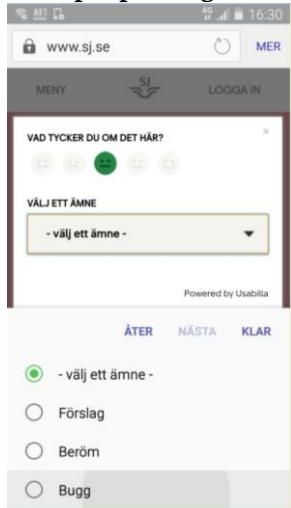 4G 16:30
www.sj.se MER
MENY SJ LOGGA IN
VAD TYCKER DU OM DET HÄR?
VÄLJ ETT ÄMNE
- välj ett ämne -
Powered by Usabilla
ÅTER NÄSTA KLAR
- välj ett ämne -
Förslag
Beröm
Bugg